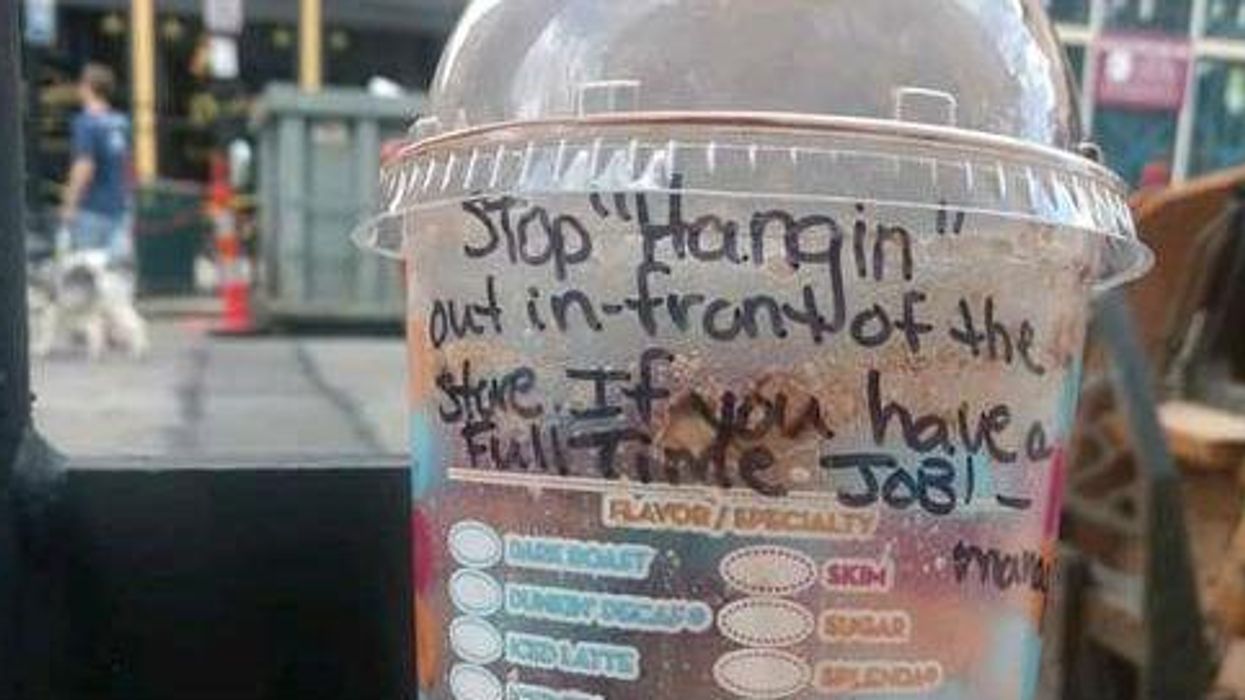 Stop "Hangin"
out in-front of the
store. If you have a
Full Time JOB! -
FLAVOR / SPECIALTY
DARK ROAST
SKIM
DUNKIN' DECAF®
SUGAR
ICED LATTE
SPLENDA®